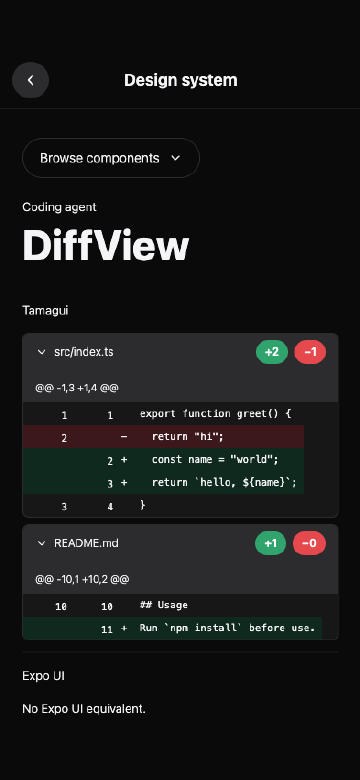 Design system
Browse components
Coding agent
DiffView
Tamagui
src/index.ts +2 −1
@@ -1,3 +1,4 @@
1 1 export function greet() {
2 − return "hi";
2 + const name = "world";
3 + return `hello, ${name}`;
3 4 }
README.md +1 −0
@@ -10,1 +10,2 @@
10 10 ## Usage
11 + Run `npm install` before use.
Expo UI
No Expo UI equivalent.